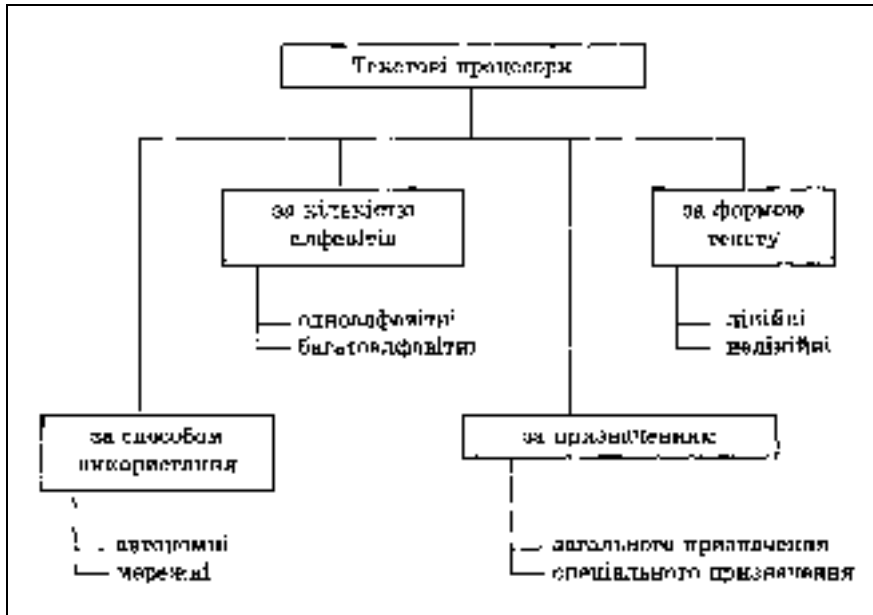 Текстові процесори
за кількістю
алфавітів
за формою
тексту
одноалфавітні
багатоалфавітні
лінійні
нелінійні
за способом
використання
за призначенням
автономні
мережні
загального призначення
спеціального призначення